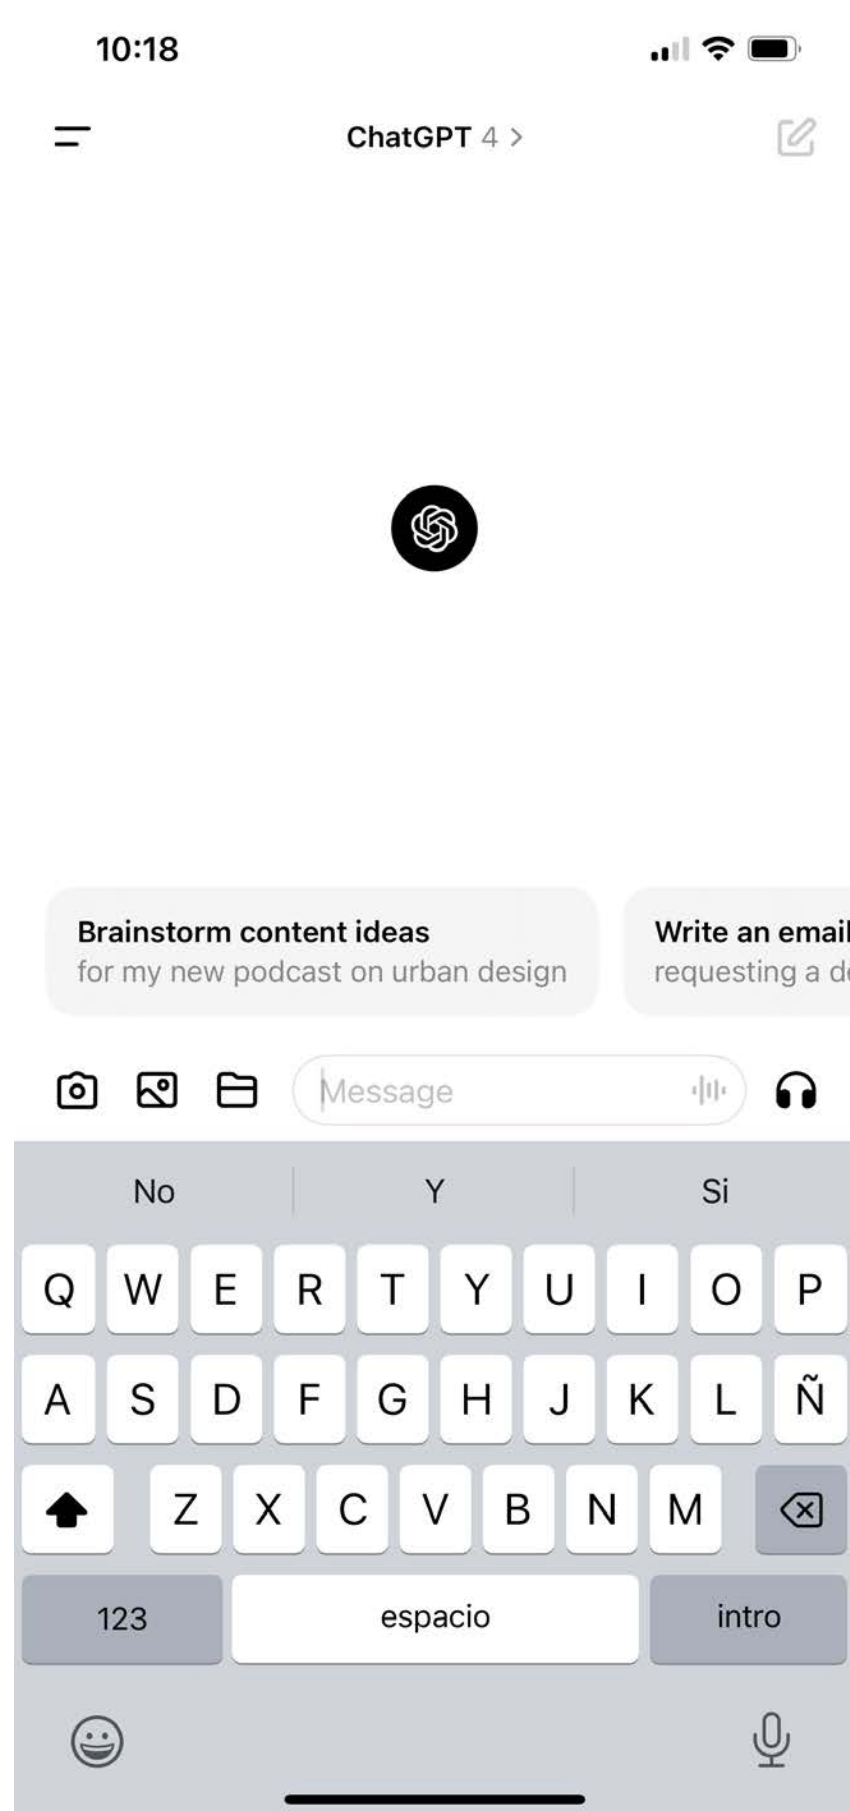 10:18
ChatGPT 4 >
Brainstorm content ideas
for my new podcast on urban design
Write an email
requesting a
Message
No Y Si
Q W E R T Y U I O P
A S D F G H J K L Ñ
Z X C V B N M
123 espacio intro